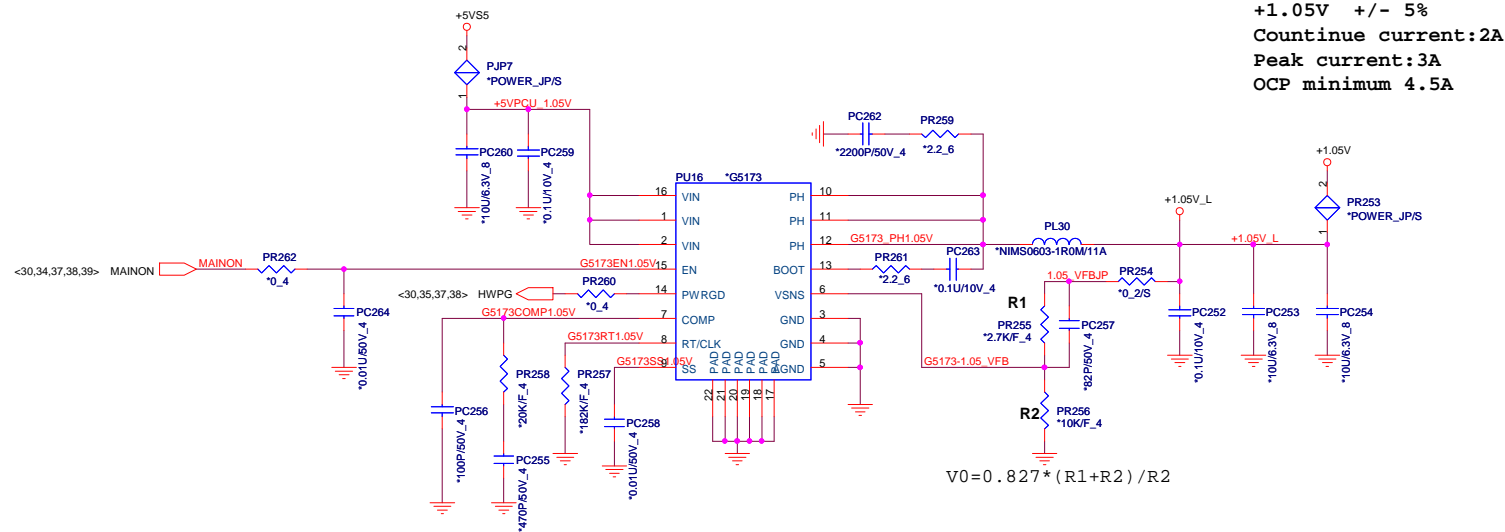 +1.05V +/- 5%
Countinue current:2A
Peak current:3A
OCP minimum 4.5A
+5VS5
2
PJP7
*POWER_JP/S
1
+5VPCU_1.05V
PC260
*10U/6.3V_8
PC259
*0.1U/10V_4
PC262
*2200P/50V_4
PR259
*2.2_6
PU16
*G5173
16 VIN
1 VIN
2 VIN
15 EN
14 PWRGD
7 COMP
8 RT/CLK
9 SS
PH 10
PH 11
PH 12
BOOT 13
VSNS 6
GND 3
GND 4
AGND 5
PAD PAD PAD PAD PAD PAD
22 21 20 19 18 17
<30,34,37,38,39> MAINON
MAINON
PR262
*0_4
G5173EN1.05V
PC264
*0.01U/50V_4
<30,35,37,38> HWPG
PR260
*0_4
G5173COMP1.05V
G5173RT1.05V
G5173SS1.05V
PC256
*100P/50V_4
PR258
*20K/F_4
PC255
*470P/50V_4
PR257
*182K/F_4
PC258
*0.01U/50V_4
G5173_PH1.05V
PR261
*2.2_6
PC263
*0.1U/10V_4
PL30
*NIMS0603-1R0M/11A
+1.05V_L
+1.05V_L
+1.05V
2
PR253
*POWER_JP/S
1
1.05_VFBJP
PR254
*0_2/S
R1
PR255
*2.7K/F_4
PC257
*82P/50V_4
G5173-1.05_VFB
R2
PR256
*10K/F_4
PC252
*0.1U/10V_4
PC253
*10U/6.3V_8
PC254
*10U/6.3V_8
V0=0.827*(R1+R2)/R2